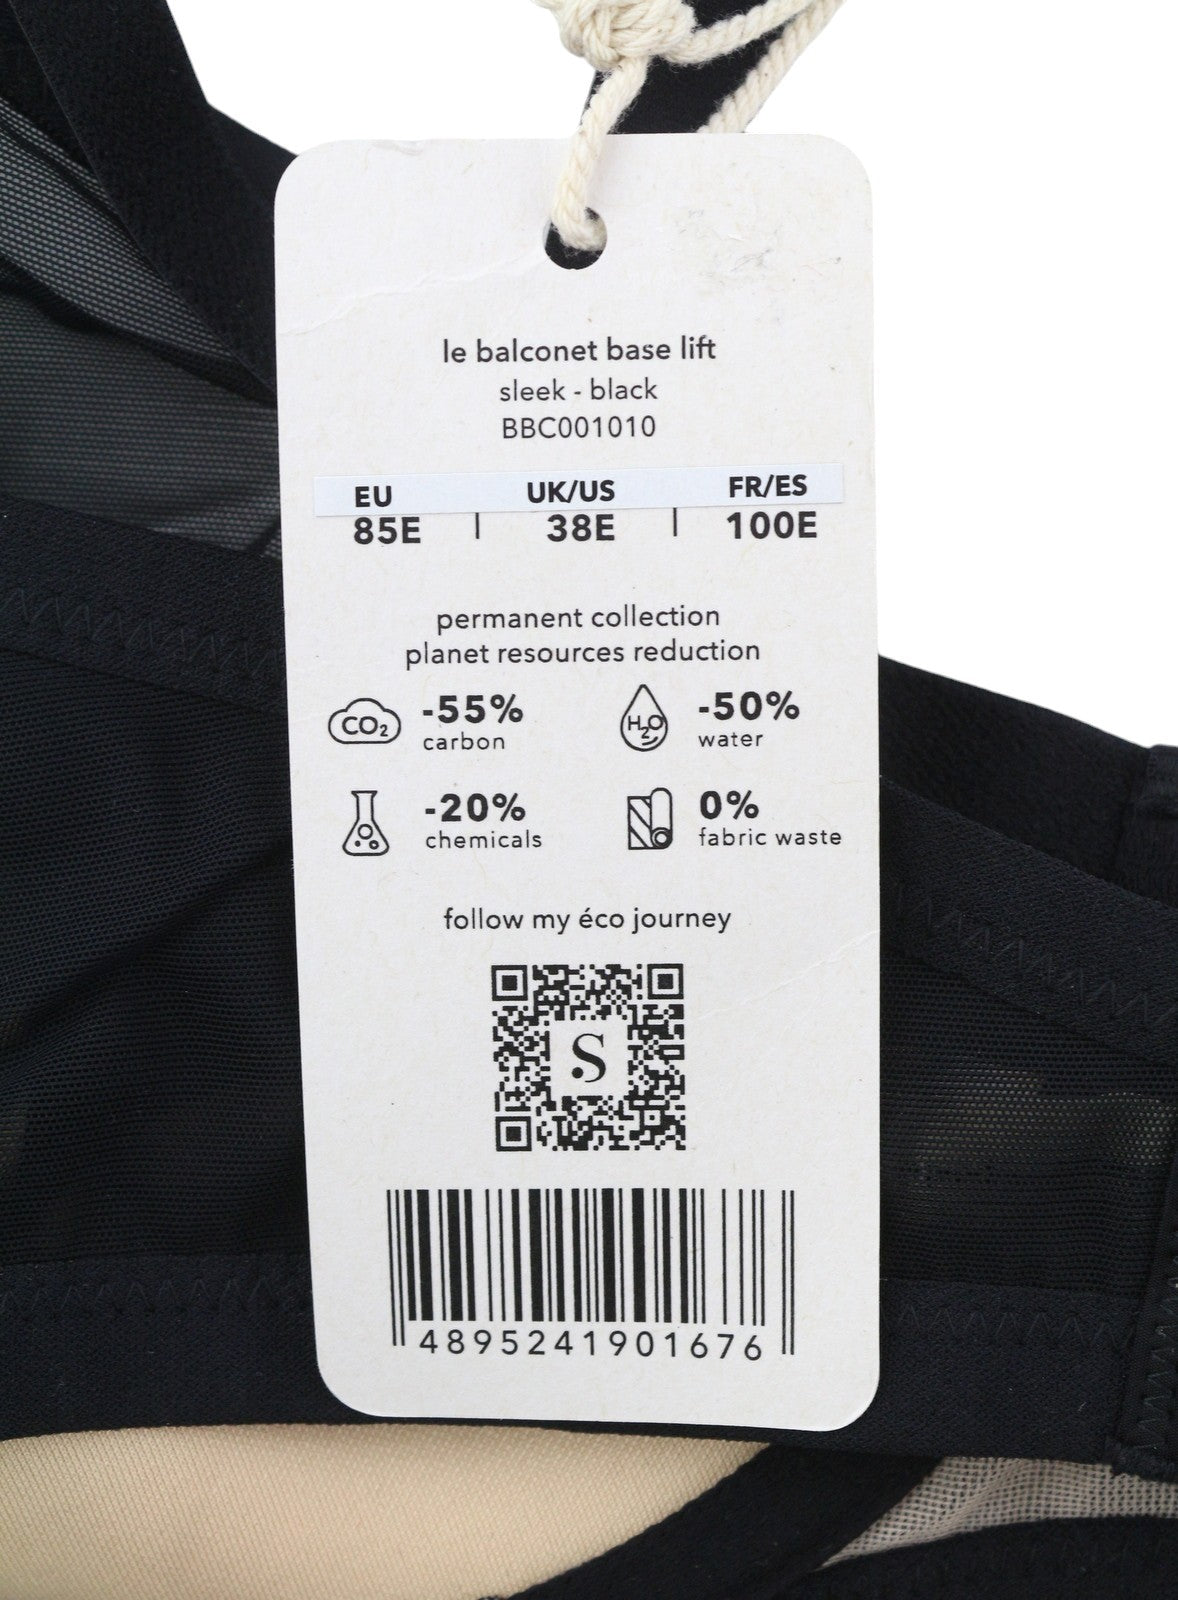 le balconet base lift
sleek - black
BBC001010
EU UK/US FR/ES
85E | 38E | 100E
permanent collection
planet resources reduction
CO₂ -55% H₂O -50%
carbon water
-20% 0%
chemicals fabric waste
follow my éco journey
.S
4895241901676